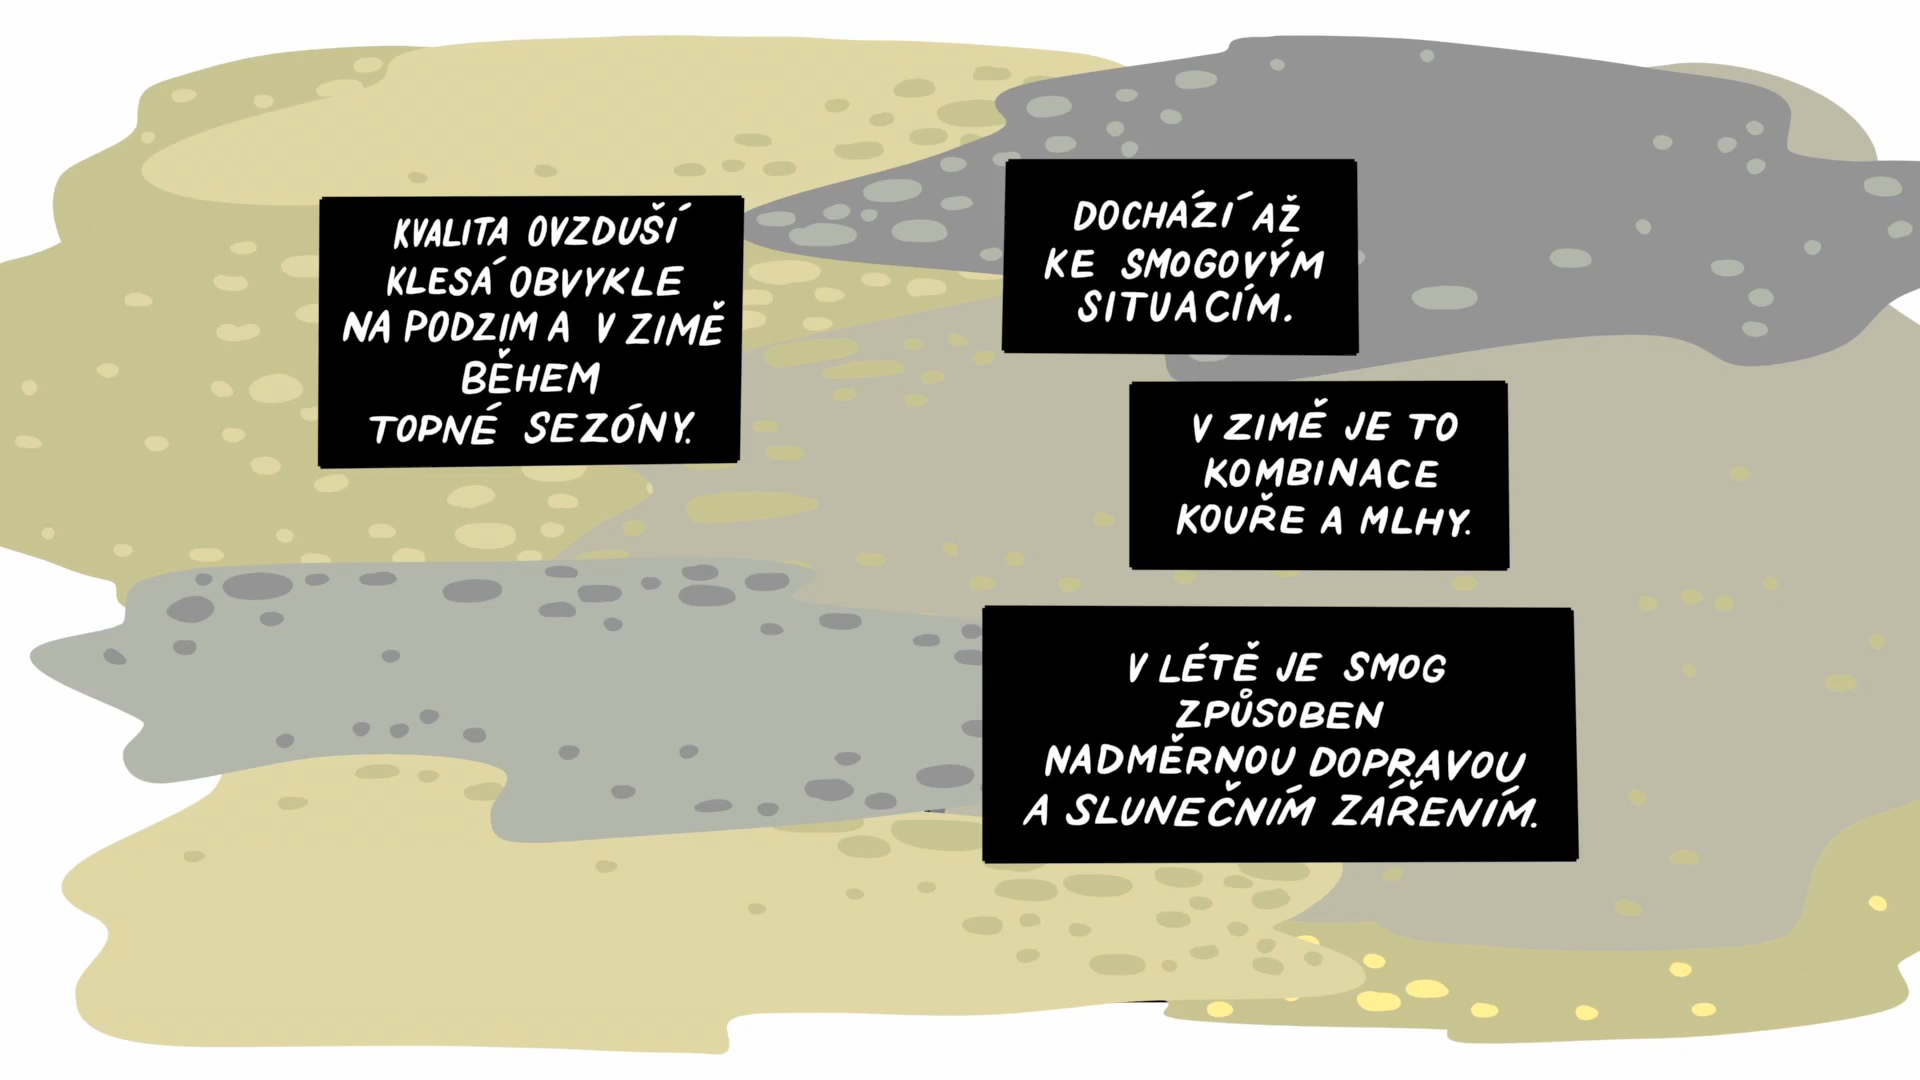 KVALITA OVZDUŠÍ
KLESÁ OBVYKLE
NA PODZIM A V ZIMĚ
BĚHEM
TOPNÉ SEZÓNY.
DOCHÁZÍ AŽ
KE SMOGOVÝM
SITUACÍM.
V ZIMĚ JE TO
KOMBINACE
KOUŘE A MLHY.
V LÉTĚ JE SMOG
ZPŮSOBEN
NADMĚRNOU DOPRAVOU
A SLUNEČNÍM ZÁŘENÍM.